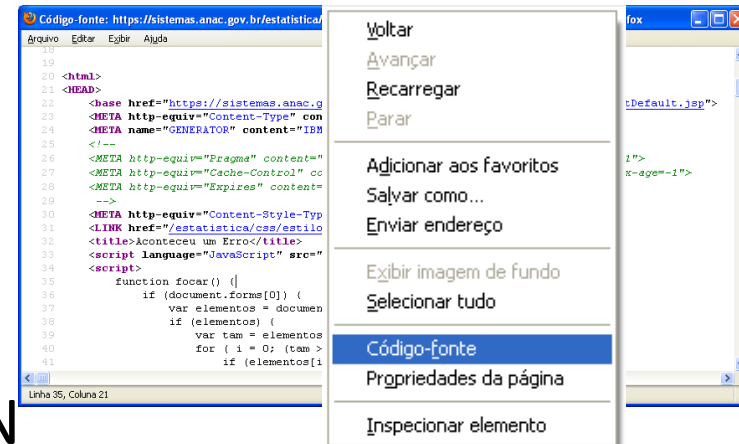 Código-fonte: https://sistemas.anac.gov.br/estatistica/ fox
Arquivo Editar Exibir Ajuda
18
19
20 <html>
21 <HEAD>
22 <base href="https://sistemas.anac.g tDefault.jsp">
23 <META http-equiv="Content-Type" con
24 <META name="GENERATOR" content="IBM
25 <!--
26 <META http-equiv="Pragma" content=" 1">
27 <META http-equiv="Cache-Control" co x-age=-1">
28 <META http-equiv="Expires" content=
29 -->
30 <META http-equiv="Content-Style-Typ
31 <LINK href="/estatistica/css/estilo
32 <title>Aconteceu um Erro</title>
33 <script language="JavaScript" src="
34 <script>
35 function focar() {
36 if (document.forms[0]) {
37 var elementos = documen
38 if (elementos) {
39 var tam = elementos
40 for ( i = 0; (tam >
41 if (elementos[i
Linha 35, Coluna 21
Voltar
Avançar
Recarregar
Parar
Adicionar aos favoritos
Salvar como...
Enviar endereço
Exibir imagem de fundo
Selecionar tudo
Código-fonte
Propriedades da página
Inspecionar elemento
N